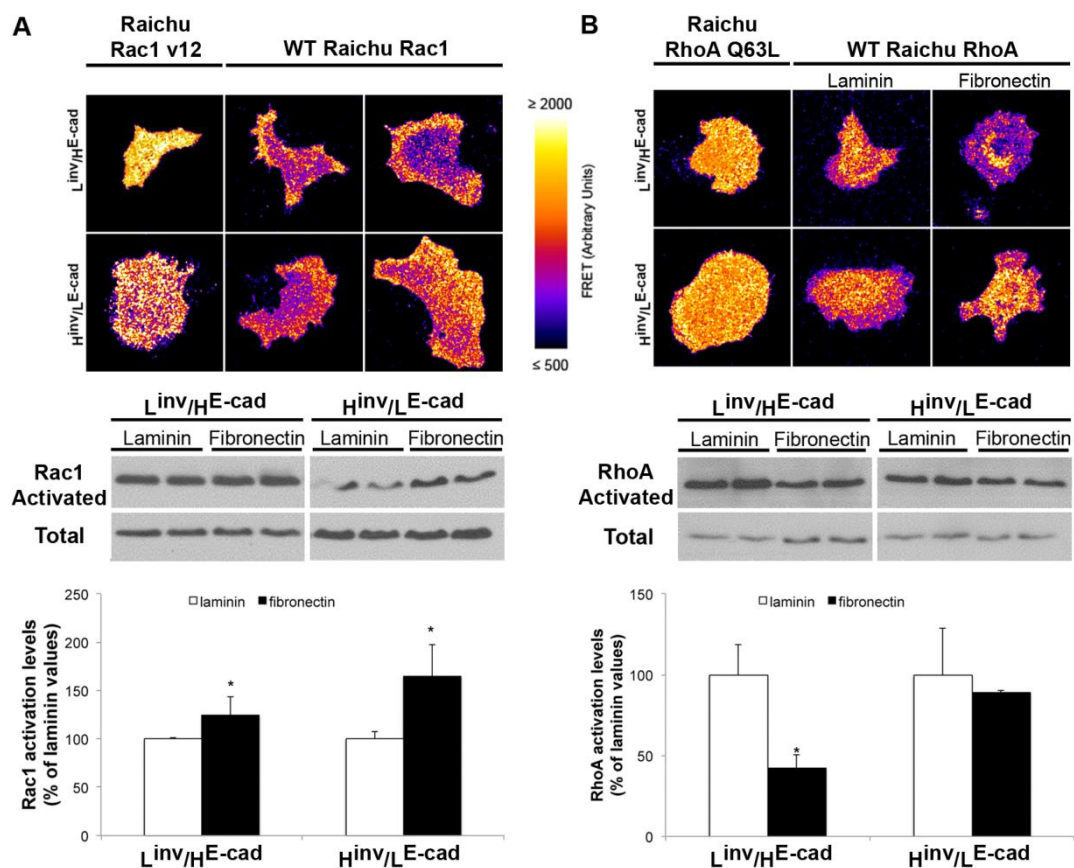 A
Raichu
Rac1 v12
WT Raichu Rac1
Linv/HE-cad
Hinv/LE-cad
≥ 2000
FRET (Arbitrary Units)
≤ 500
Linv/HE-cad
Hinv/LE-cad
Laminin Fibronectin
Laminin Fibronectin
Rac1
Activated
Total
Rac1 activation levels
(% of laminin values)
250
200
150
100
50
0
laminin fibronectin
*
*
Linv/HE-cad
Hinv/LE-cad
B
Raichu
RhoA Q63L
WT Raichu RhoA
Laminin Fibronectin
Linv/HE-cad
Hinv/LE-cad
Linv/HE-cad
Hinv/LE-cad
Laminin Fibronectin
Laminin Fibronectin
RhoA
Activated
Total
RhoA activation levels
(% of laminin values)
150
100
50
0
laminin fibronectin
*
Linv/HE-cad
Hinv/LE-cad